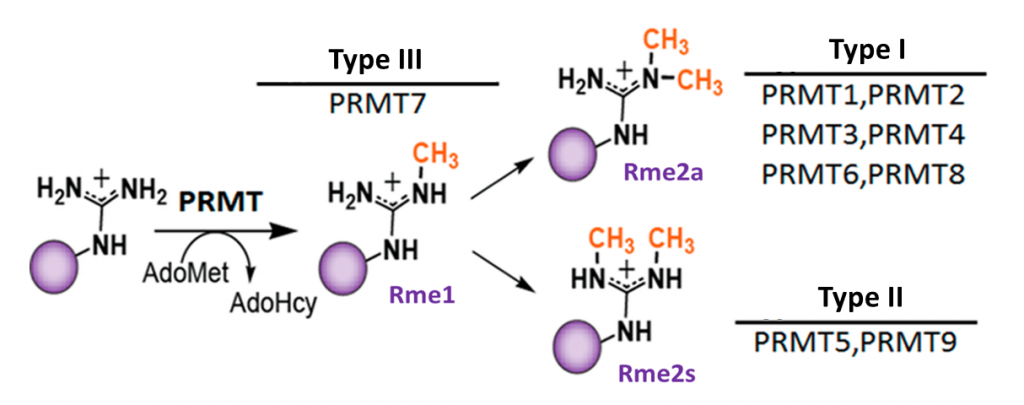 Type III
PRMT7
H₂N + NH₂
NH
PRMT
AdoMet
AdoHcy
CH₃
H₂N + NH
NH
Rme1
CH₃
H₂N + N-CH₃
NH
Rme2a
Type I
PRMT1,PRMT2
PRMT3,PRMT4
PRMT6,PRMT8
CH₃ CH₃
HN + NH
NH
Rme2s
Type II
PRMT5,PRMT9